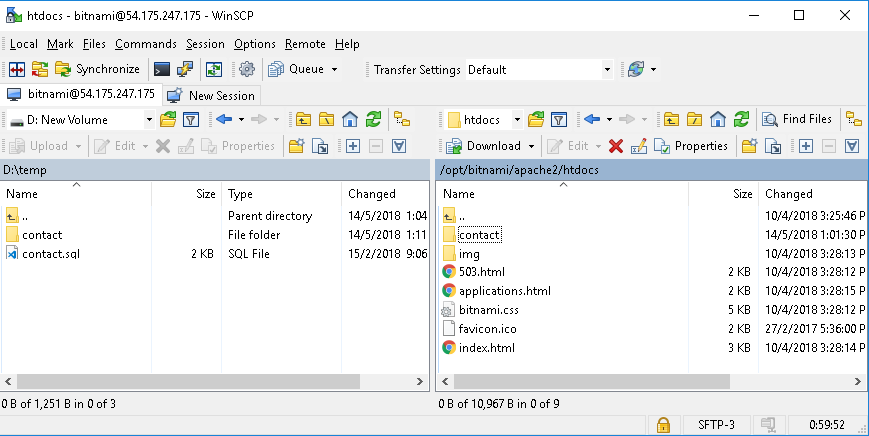 htdocs - bitnami@54.175.247.175 - WinSCP
Local Mark Files Commands Session Options Remote Help
Synchronize Queue Transfer Settings Default
bitnami@54.175.247.175 New Session
D: New Volume htdocs Find Files
Upload Edit Properties Download Edit Properties
D:\temp /opt/bitnami/apache2/htdocs
Name Size Type Changed Name Size Changed
.. Parent directory 14/5/2018 1:04 .. 10/4/2018 3:25:46 P
contact File folder 14/5/2018 1:11 contact 14/5/2018 1:01:30 P
contact.sql 2 KB SQL File 15/2/2018 9:06 img 10/4/2018 3:28:13 P
503.html 2 KB 10/4/2018 3:28:12 P
applications.html 2 KB 10/4/2018 3:28:15 P
bitnami.css 5 KB 10/4/2018 3:28:12 P
favicon.ico 2 KB 27/2/2017 5:36:00 P
index.html 3 KB 10/4/2018 3:28:14 P
0 B of 1,251 B in 0 of 3 0 B of 10,967 B in 0 of 9
SFTP-3 0:59:52